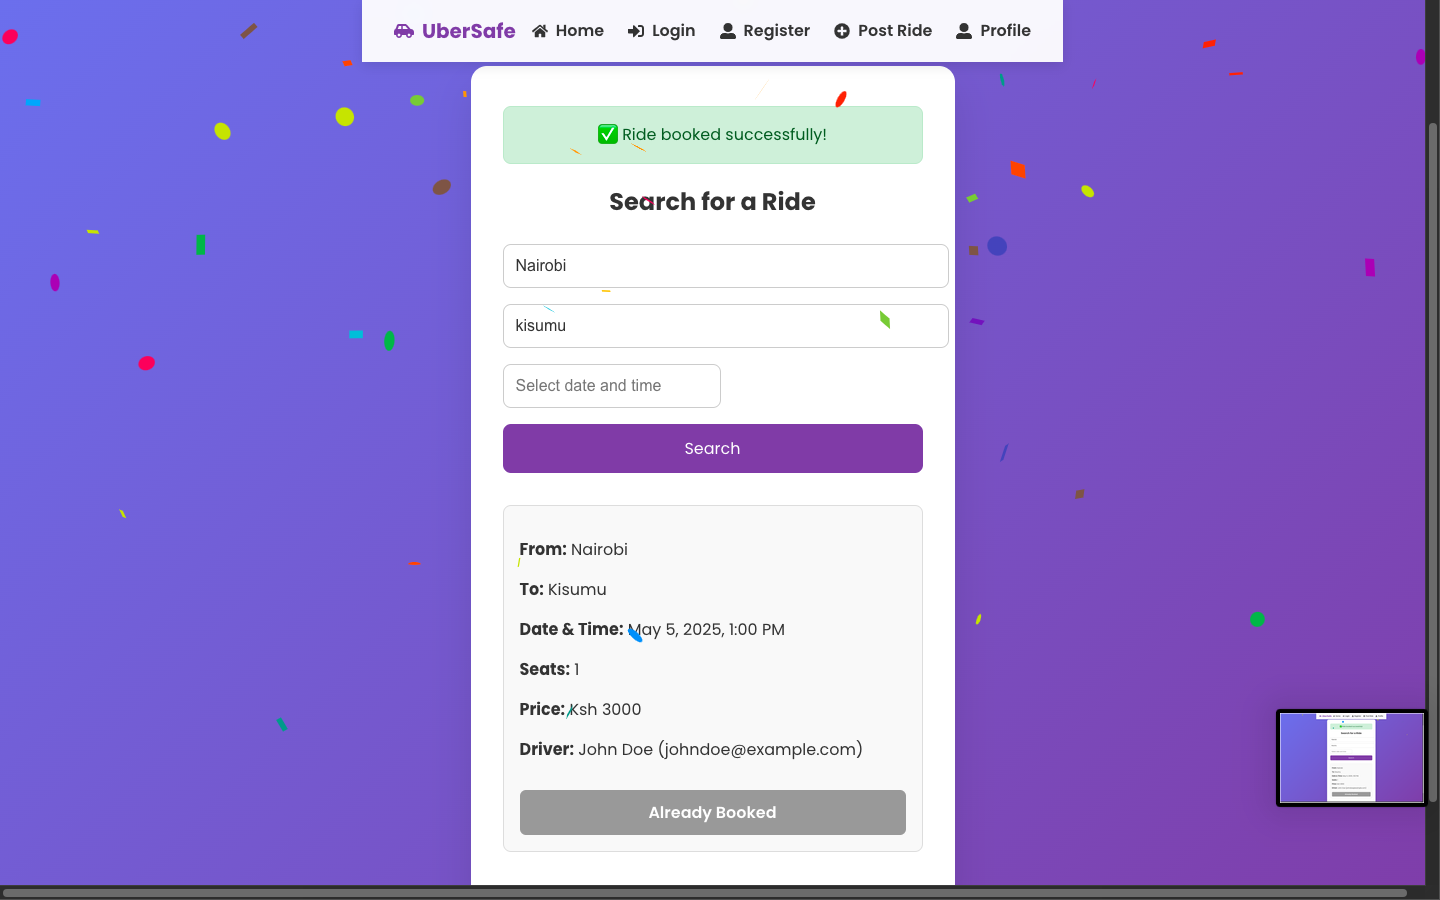 UberSafe Home Login Register Post Ride Profile
✅ Ride booked successfully!
Search for a Ride
Nairobi
kisumu
Select date and time
Search
From: Nairobi
To: Kisumu
Date & Time: May 5, 2025, 1:00 PM
Seats: 1
Price: Ksh 3000
Driver: John Doe (johndoe@example.com)
Already Booked